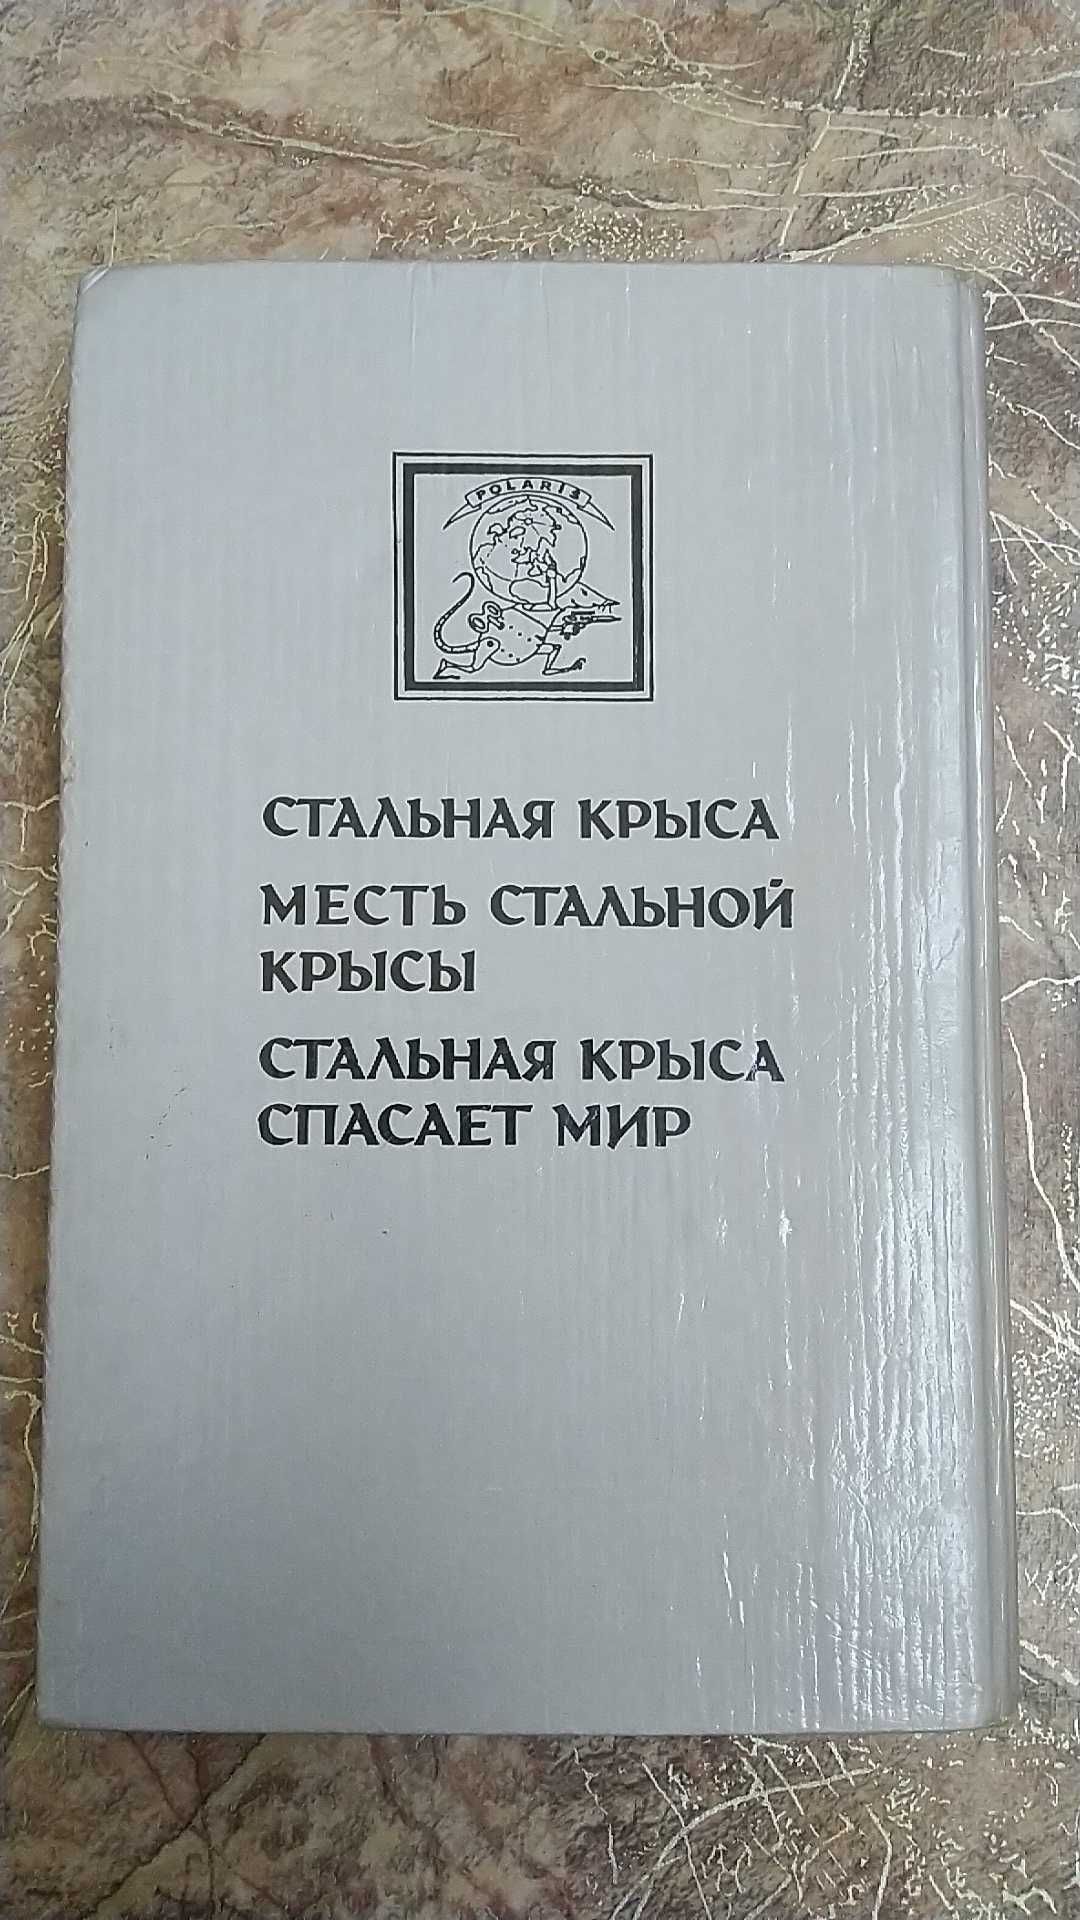 POLARIS
СТАЛЬНАЯ КРЫСА
МЕСТЬ СТАЛЬНОЙ
КРЫСЫ
СТАЛЬНАЯ КРЫСА
СПАСАЕТ МИР